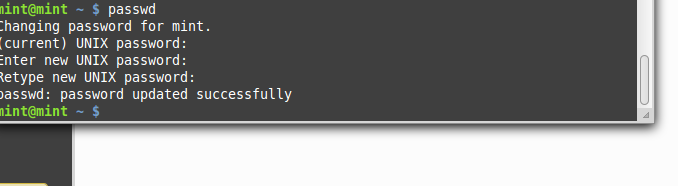 mint@mint ~ $ passwd
Changing password for mint.
(current) UNIX password:
Enter new UNIX password:
Retype new UNIX password:
passwd: password updated successfully
mint@mint ~ $